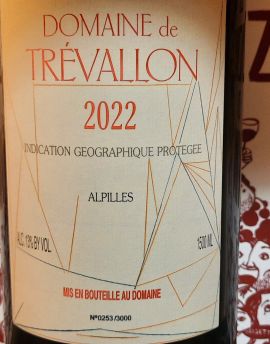 DOMAINE de
TRÉVALLON
2022
INDICATION GEOGRAPHIQUE PROTEGEE
ALPILLES
ALC. 13% BY VOL.
1500 ML
MIS EN BOUTEILLE AU DOMAINE
N°0253/3000